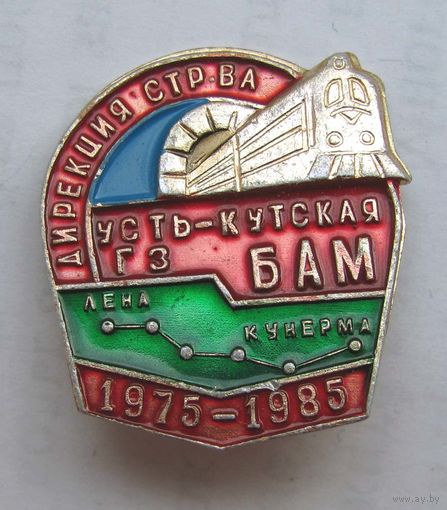 ДИРЕКЦИЯ СТР-ВА
УСТЬ-КУТСКАЯ
ГЗ БАМ
ЛЕНА
КУНЕРМА
1975-1985
www.ay.by